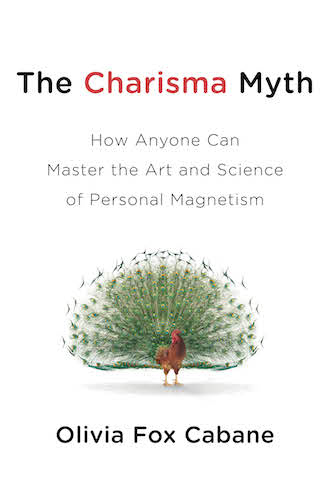 The Charisma Myth
How Anyone Can
Master the Art and Science
of Personal Magnetism
Olivia Fox Cabane